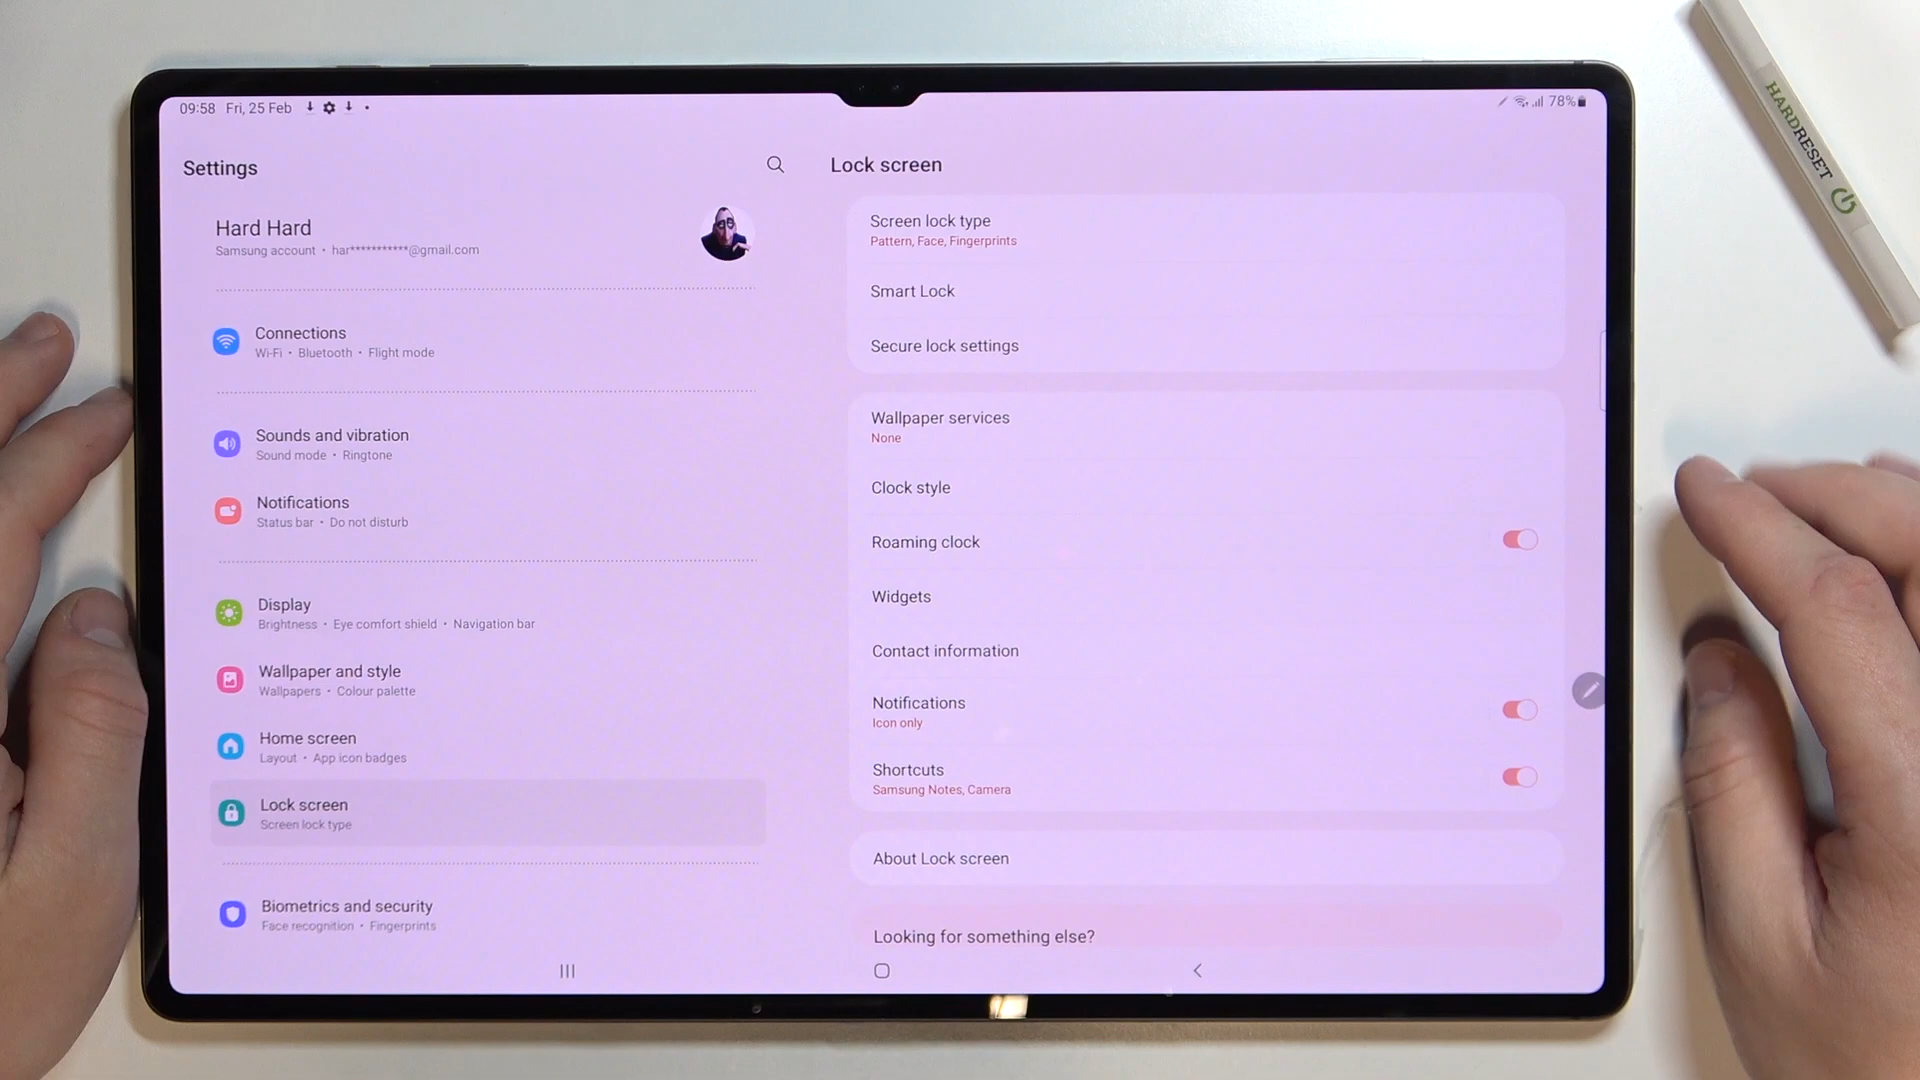 09:58 Fri, 25 Feb
78%
Settings
Hard Hard
Samsung account • har***********@gmail.com
Connections
Wi-Fi • Bluetooth • Flight mode
Sounds and vibration
Sound mode • Ringtone
Notifications
Status bar • Do not disturb
Display
Brightness • Eye comfort shield • Navigation bar
Wallpaper and style
Wallpapers • Colour palette
Home screen
Layout • App icon badges
Lock screen
Screen lock type
Biometrics and security
Face recognition • Fingerprints
Lock screen
Screen lock type
Pattern, Face, Fingerprints
Smart Lock
Secure lock settings
Wallpaper services
None
Clock style
Roaming clock
Widgets
Contact information
Notifications
Icon only
Shortcuts
Samsung Notes, Camera
About Lock screen
Looking for something else?
HARDRESET